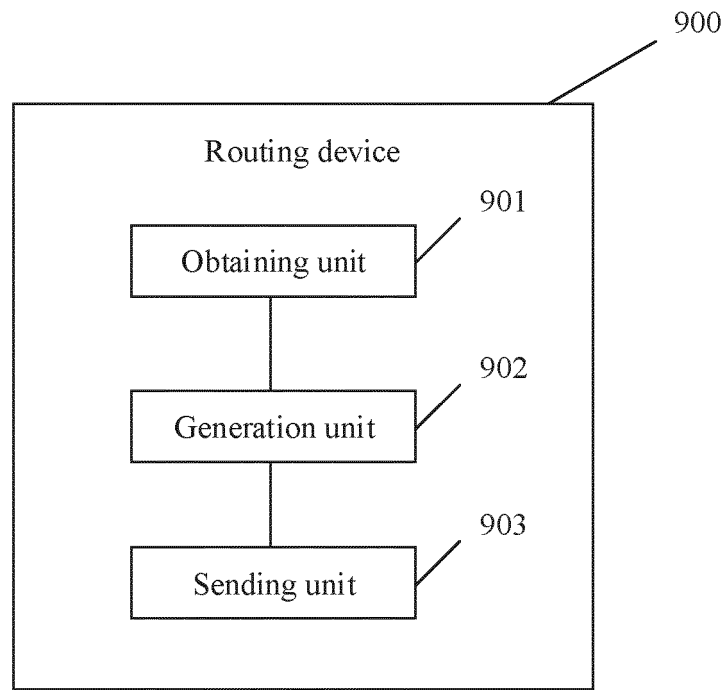 900
Routing device
901
Obtaining unit
902
Generation unit
903
Sending unit